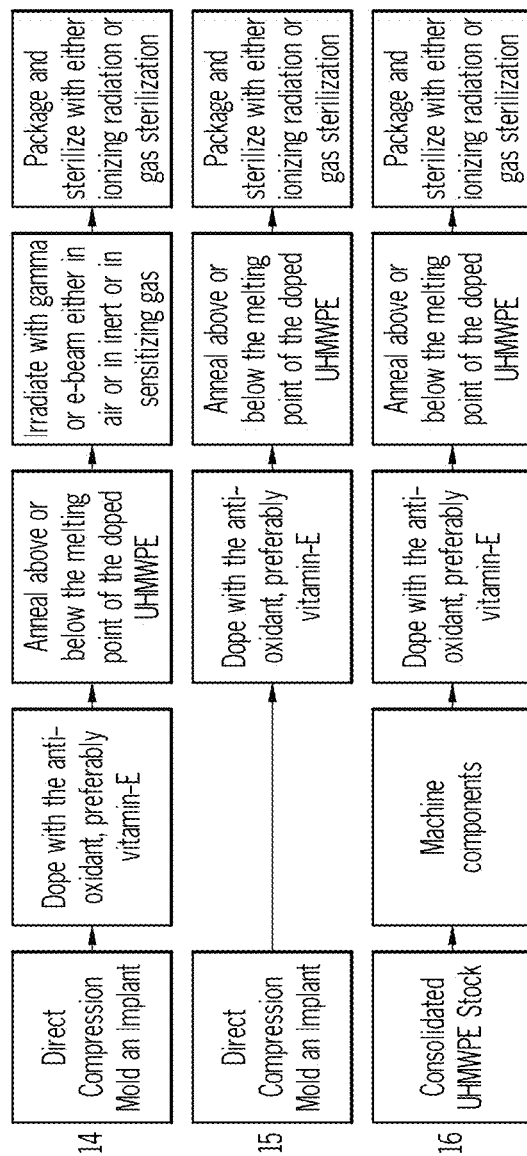 14
Direct
Compression
Mold an Implant
Dope with the anti-
oxidant, preferably
vitamin-E
Anneal above or
below the melting
point of the doped
UHMWPE
Irradiate with gamma
or e-beam either in
air or in inert or in
sensitizing gas
Package and
sterilize with either
ionizing radiation or
gas sterilization
15
Direct
Compression
Mold an Implant
Dope with the anti-
oxidant, preferably
vitamin-E
Anneal above or
below the melting
point of the doped
UHMWPE
Package and
sterilize with either
ionizing radiation or
gas sterilization
16
Consolidated
UHMWPE Stock
Machine
components
Dope with the anti-
oxidant, preferably
vitamin-E
Anneal above or
below the melting
point of the doped
UHMWPE
Package and
sterilize with either
ionizing radiation or
gas sterilization